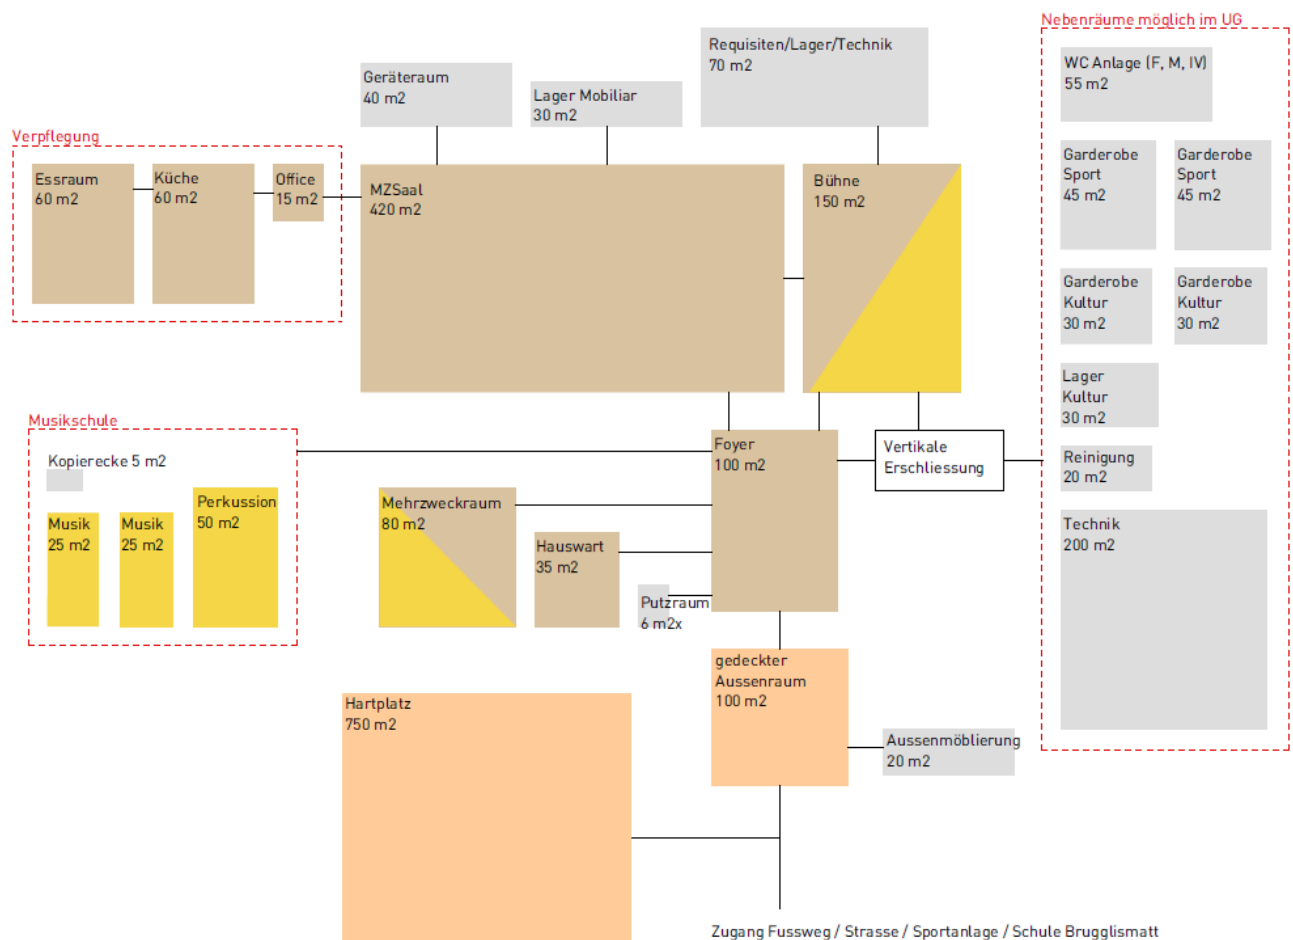 Nebenräume möglich im UG
Requisiten/Lager/Technik
70 m2
Geräteraum
40 m2
Lager Mobiliar
30 m2
WC Anlage (F, M, IV)
55 m2
Verpflegung
Essraum
60 m2
Küche
60 m2
Office
15 m2
MZSaal
420 m2
Bühne
150 m2
Garderobe
Sport
45 m2
Garderobe
Sport
45 m2
Garderobe
Kultur
30 m2
Garderobe
Kultur
30 m2
Lager
Kultur
30 m2
Musikschule
Kopierecke 5 m2
Musik
25 m2
Musik
25 m2
Perkussion
50 m2
Mehrzweckraum
80 m2
Hauswart
35 m2
Putzraum
6 m2x
Foyer
100 m2
Vertikale
Erschliessung
Reinigung
20 m2
Technik
200 m2
gedeckter
Aussenraum
100 m2
Hartplatz
750 m2
Aussenmöblierung
20 m2
Zugang Fussweg / Strasse / Sportanlage / Schule Brugglismatt